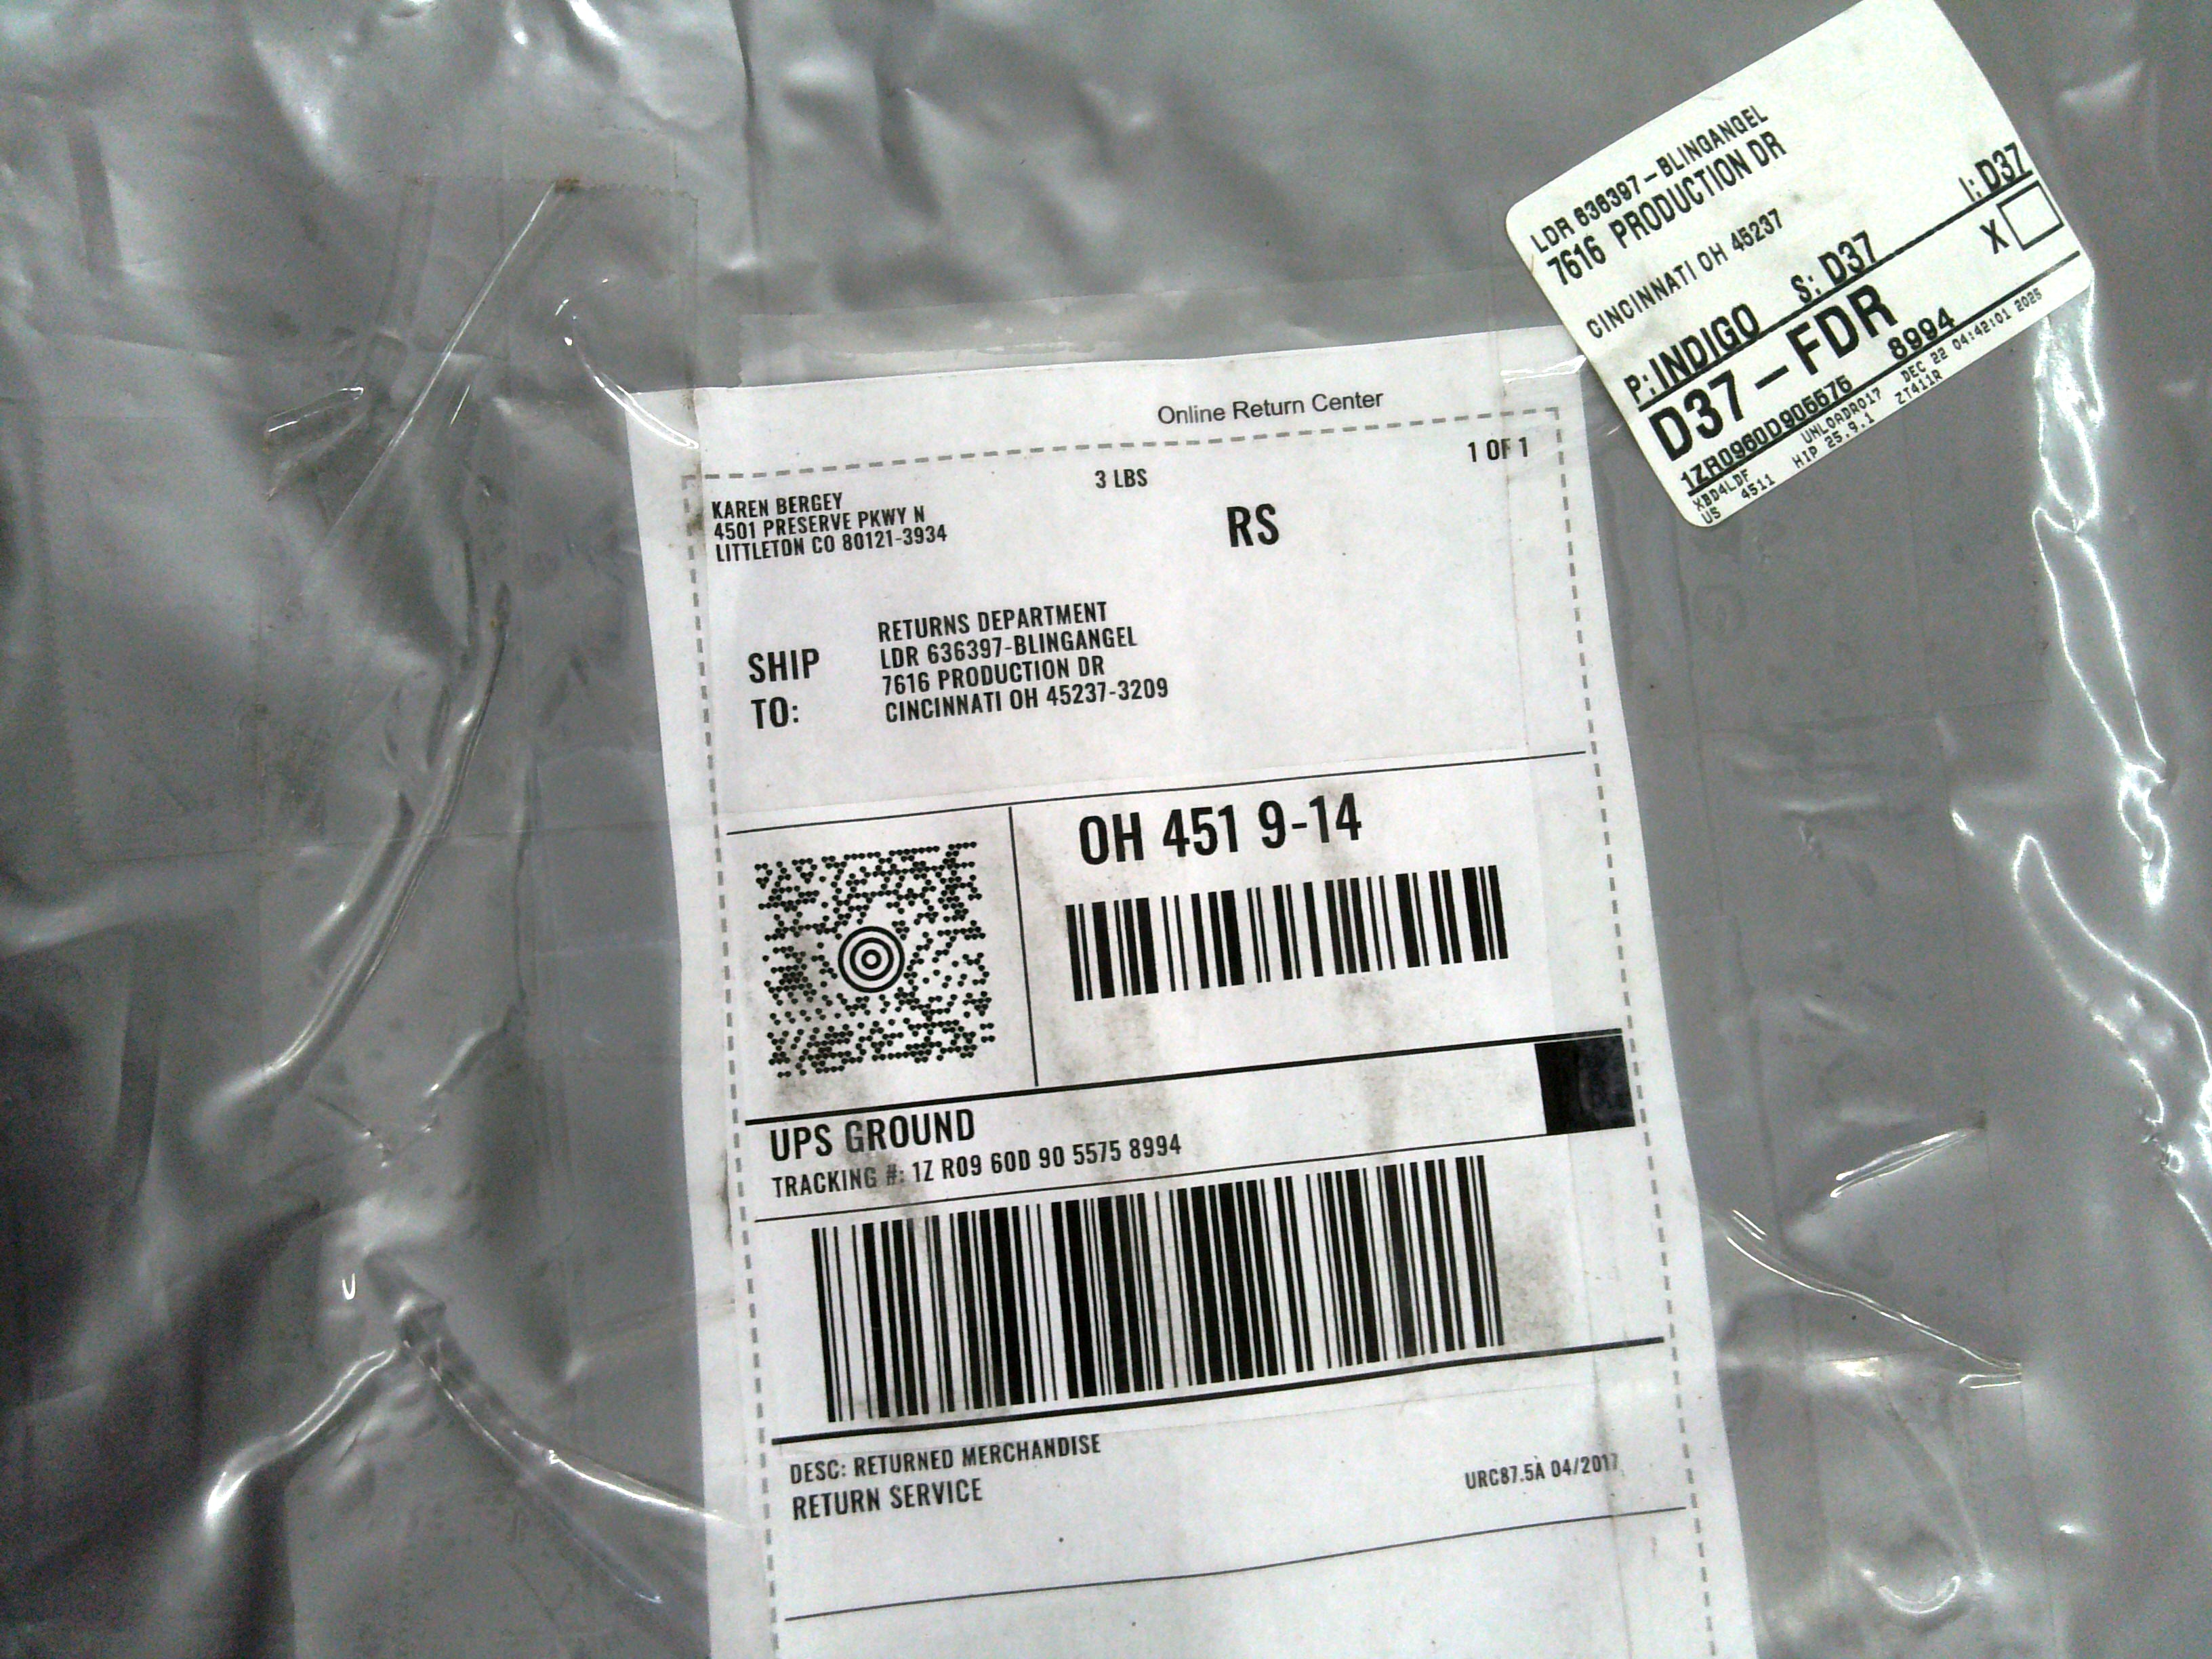 LDR 636397-BLINGANGEL
7616 PRODUCTION DR
CINCINNATI OH 45237
I: D37
P: INDIGO S: D37
X
D37-FDR
1ZR0960D905575 8994
UNLOADR017 DEC 22 04:42:01 2025
XBD4LDF HIP 25.9.1 ZT411R
US 4511
Online Return Center
1 OF 1
3 LBS
RS
KAREN BERGEY
4501 PRESERVE PKWY N
LITTLETON CO 80121-3934
SHIP TO:
RETURNS DEPARTMENT
LDR 636397-BLINGANGEL
7616 PRODUCTION DR
CINCINNATI OH 45237-3209
OH 451 9-14
UPS GROUND
TRACKING #: 1Z R09 60D 90 5575 8994
DESC: RETURNED MERCHANDISE
RETURN SERVICE
URC87.5A 04/2017